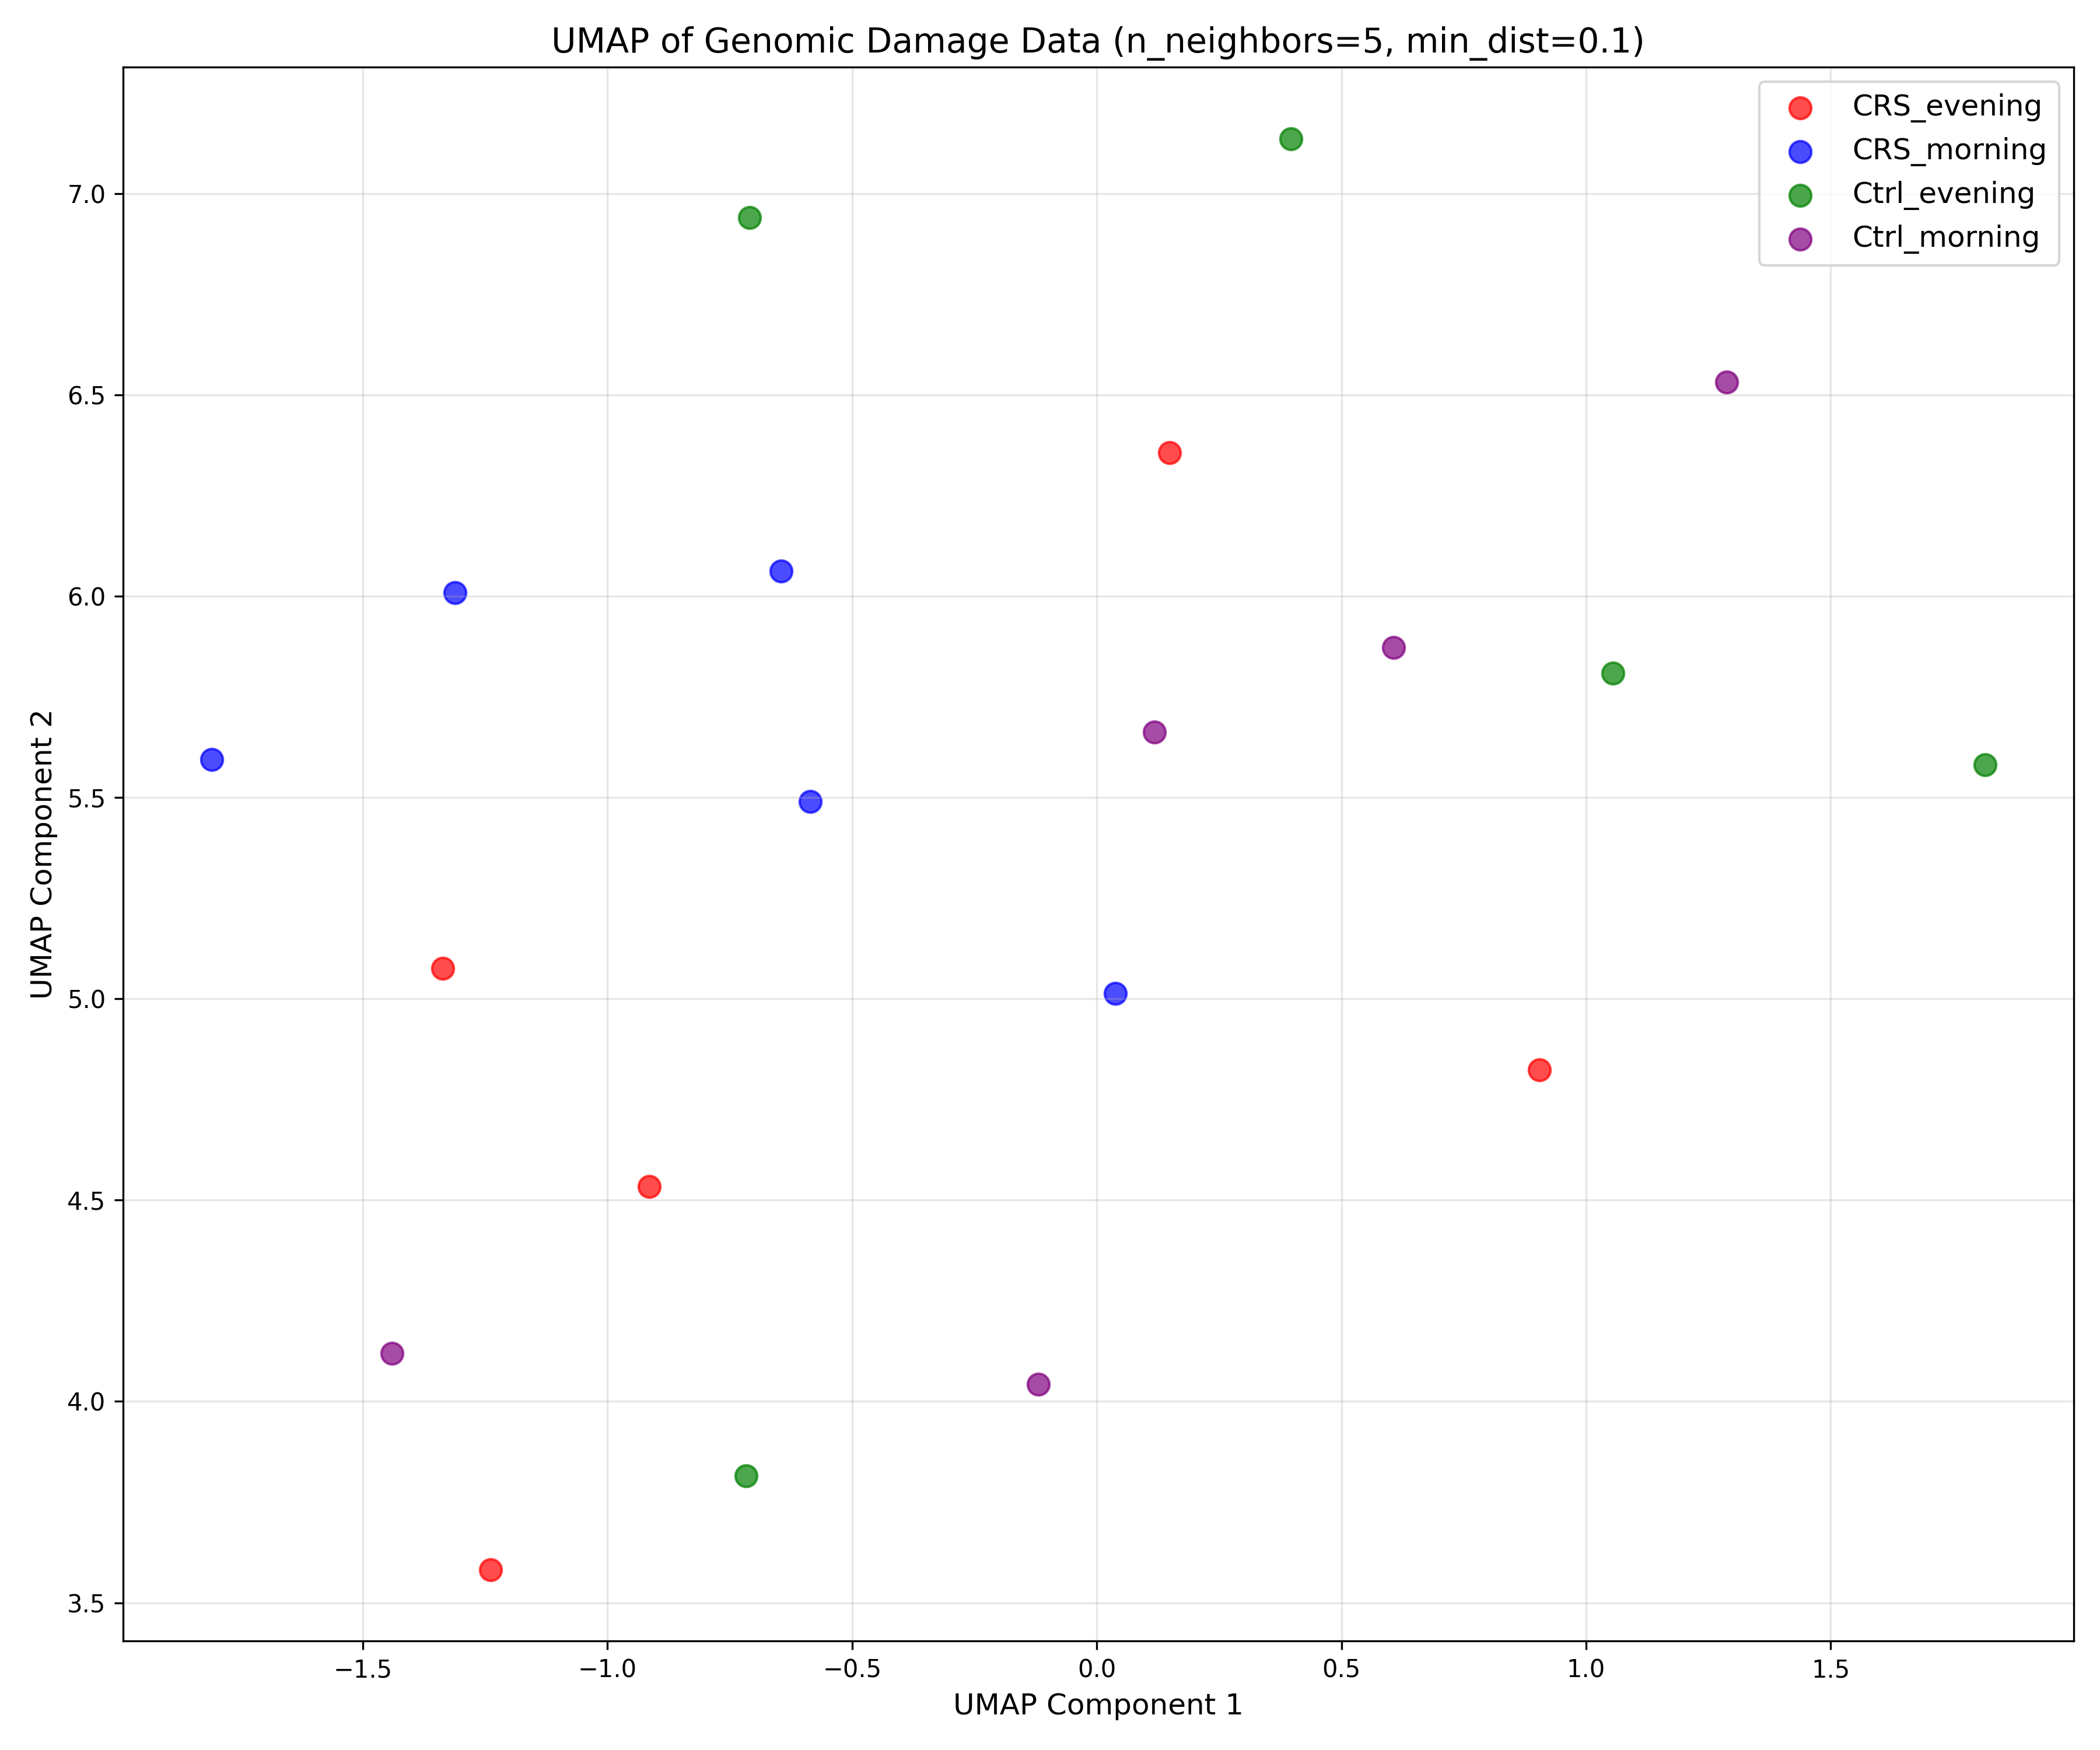 UMAP of Genomic Damage Data (n_neighbors=5, min_dist=0.1)
CRS_evening
CRS_morning
Ctrl_evening
Ctrl_morning
UMAP Component 2
7.0
6.5
6.0
5.5
5.0
4.5
4.0
3.5
−1.5 −1.0 −0.5 0.0 0.5 1.0 1.5
UMAP Component 1